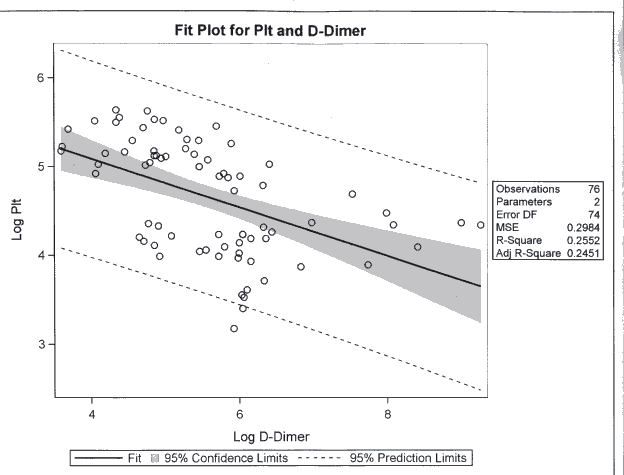 Fit Plot for Plt and D-Dimer
6
5
4
3
Log Plt
4 6 8
Log D-Dimer
Observations 76
Parameters 2
Error DF 74
MSE 0.2984
R-Square 0.2552
Adj R-Square 0.2451
Fit 95% Confidence Limits 95% Prediction Limits